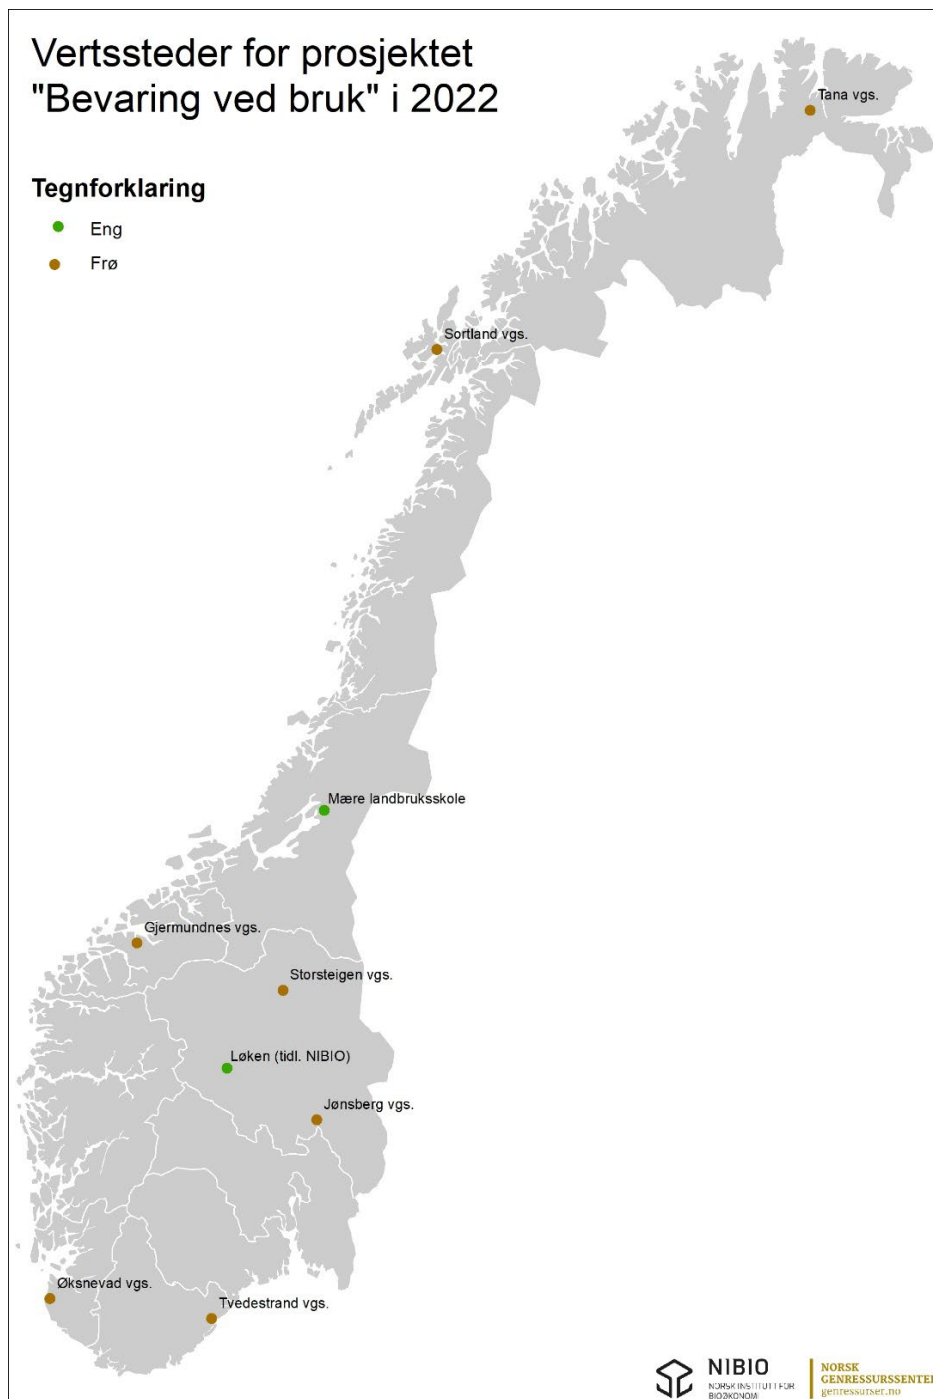 Vertssteder for prosjektet
"Bevaring ved bruk" i 2022
Tegnforklaring
Eng
Frø
Tana vgs.
Sortland vgs.
Mære landbruksskole
Gjermundnes vgs.
Storsteigen vgs.
Løken (tidl. NIBIO)
Jønsberg vgs.
Øksnevad vgs.
Tvedestrand vgs.
NIBIO
NORSK INSTITUTT FOR
BIOØKONOMI
NORSK
GENRESSURSSENTER
genressurser.no